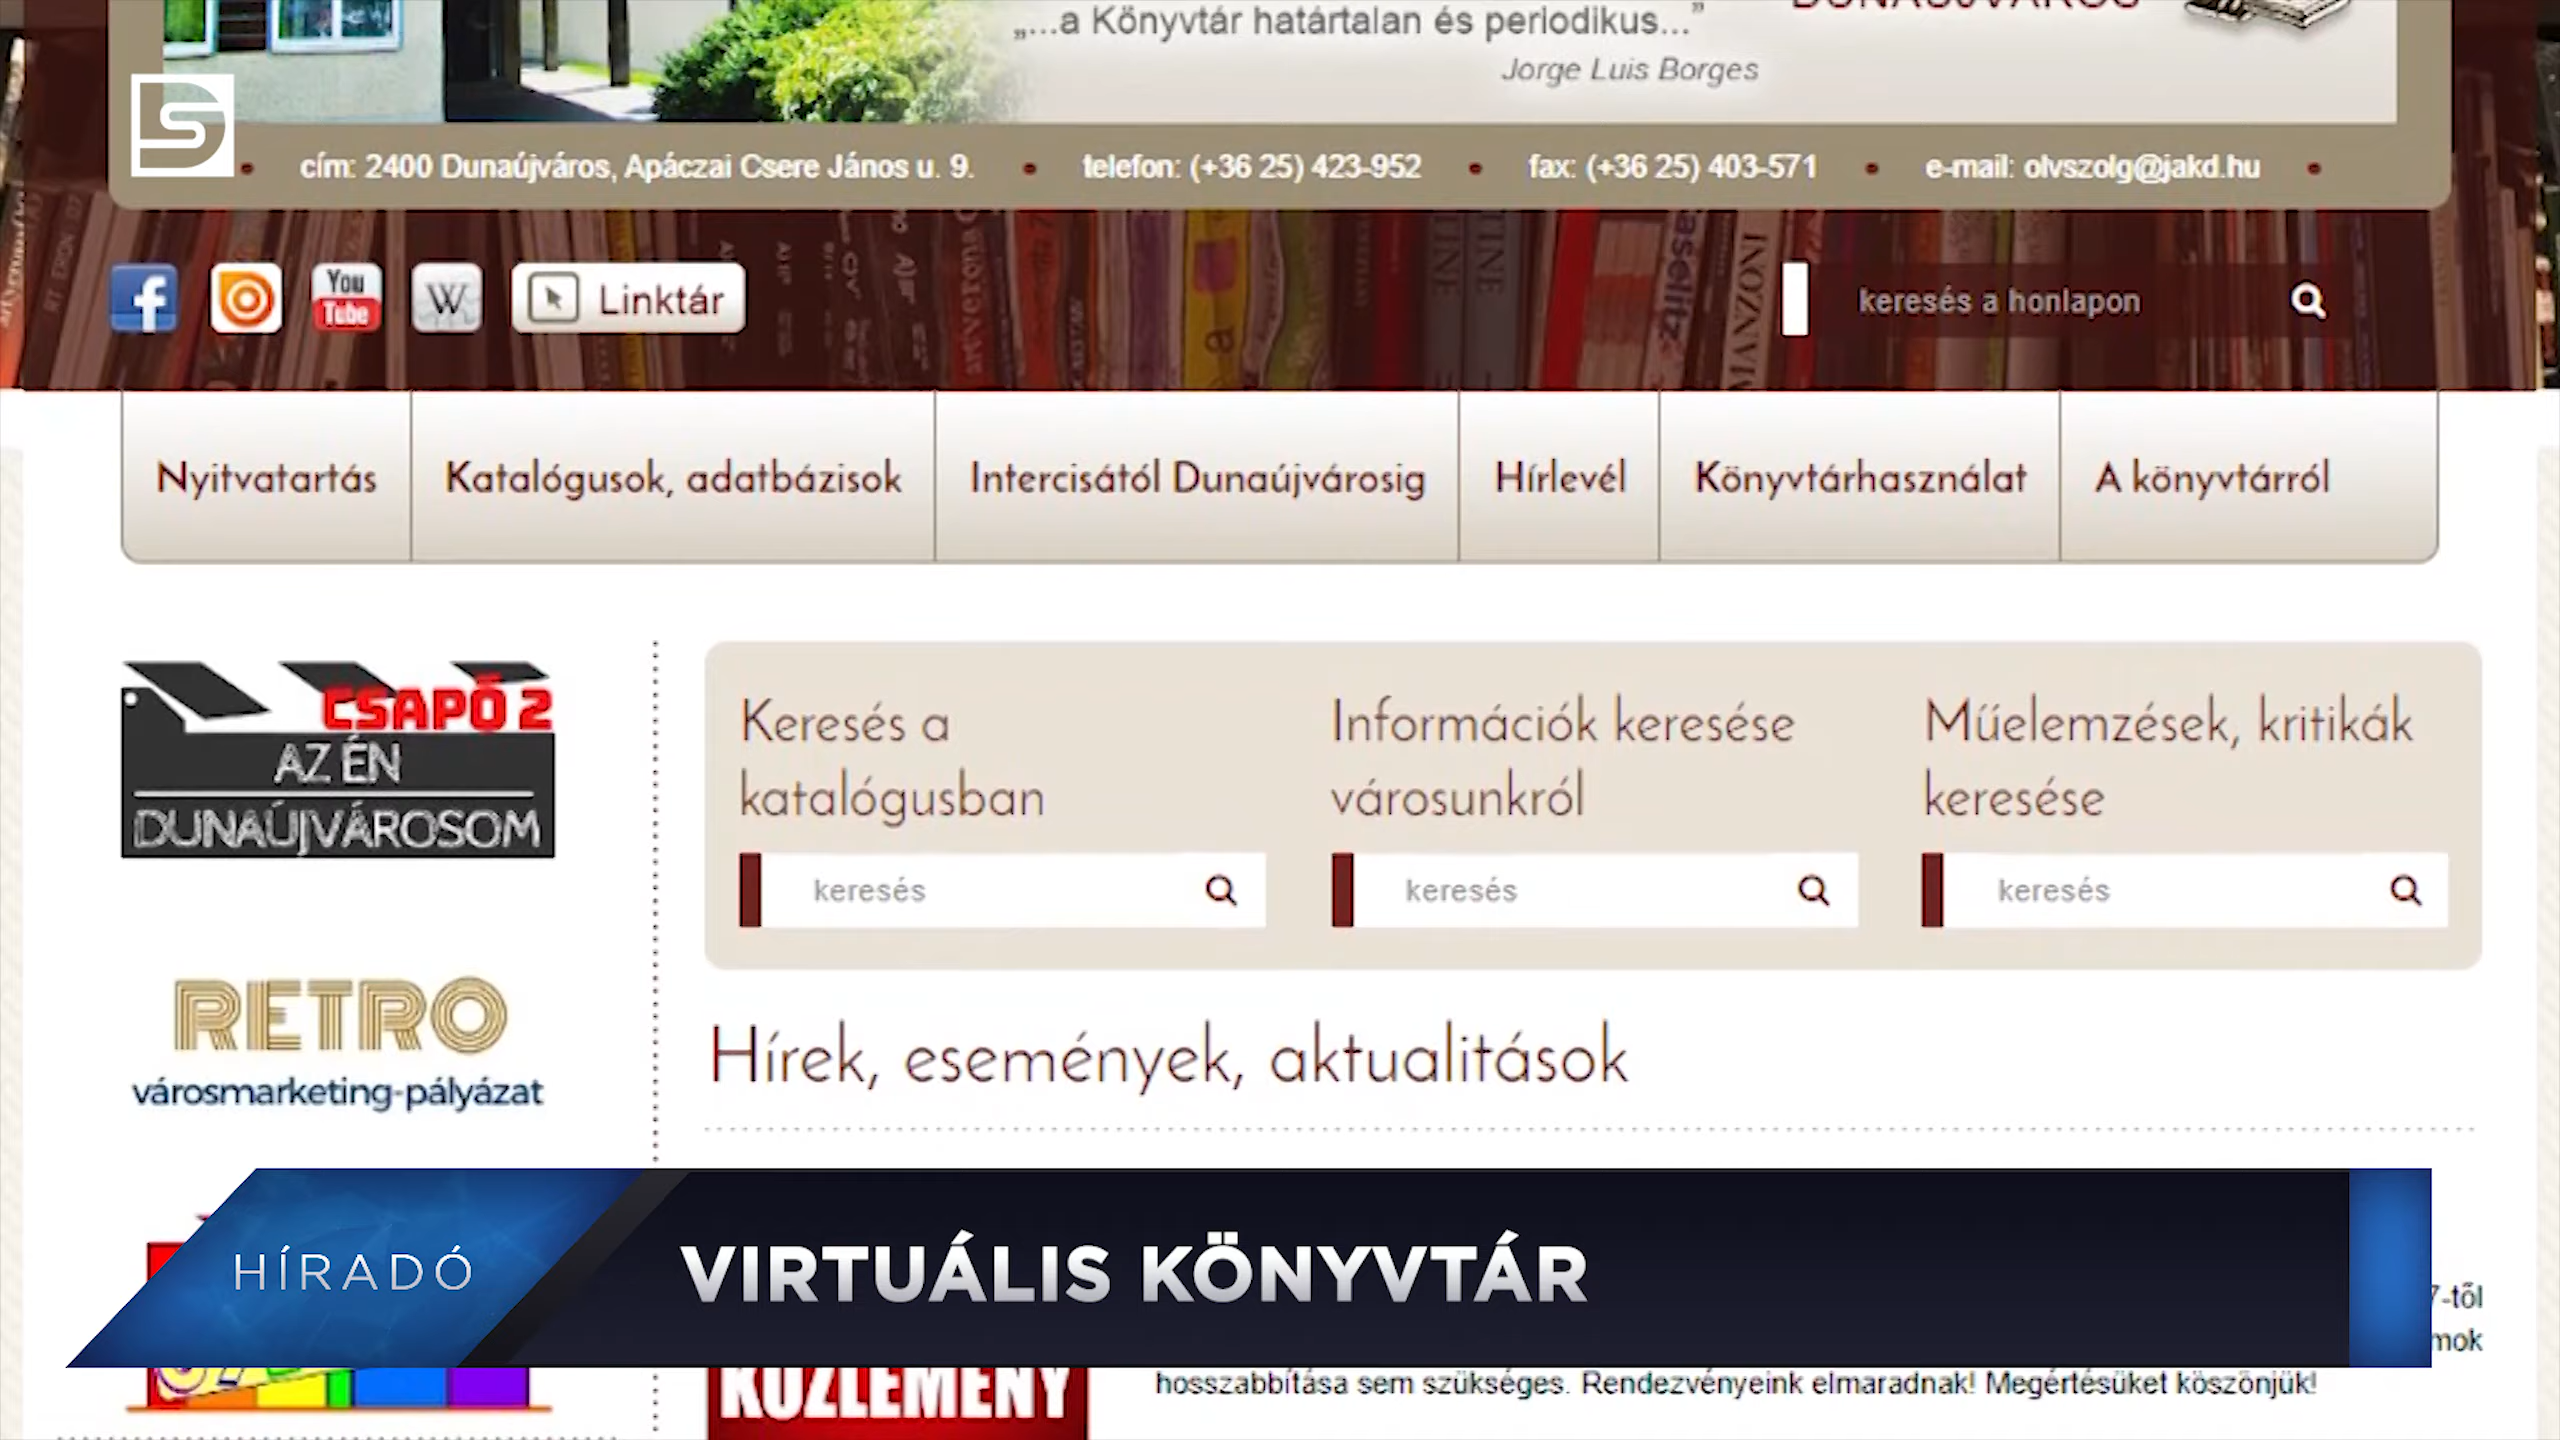 „...a Könyvtár határtalan és periodikus..."
DUNAÚJVÁROS
Jorge Luis Borges
DS
cím: 2400 Dunaújváros, Apáczai Csere János u. 9. • telefon: (+36 25) 423-952 • fax: (+36 25) 403-571 • e-mail: olvszolg@jakd.hu •
f
You
Tube
W
Linktár
keresés a honlapon
MANZONI
Nyitvatartás
Katalógusok, adatbázisok
Intercisától Dunaújvárosig
Hírlevél
Könyvtárhasználat
A könyvtárról
CSAPÓ 2
AZ ÉN
DUNAÚJVÁROSOM
RETRO
városmarketing-pályázat
Keresés a
katalógusban
keresés
Információk keresése
városunkról
keresés
Műelemzések, kritikák
keresése
keresés
Hírek, események, aktualitások
HÍRADÓ
VIRTUÁLIS KÖNYVTÁR
7-től
mok
KÖZLEMÉNY
hosszabbítása sem szükséges. Rendezvényeink elmaradnak! Megértésüket köszönjük!